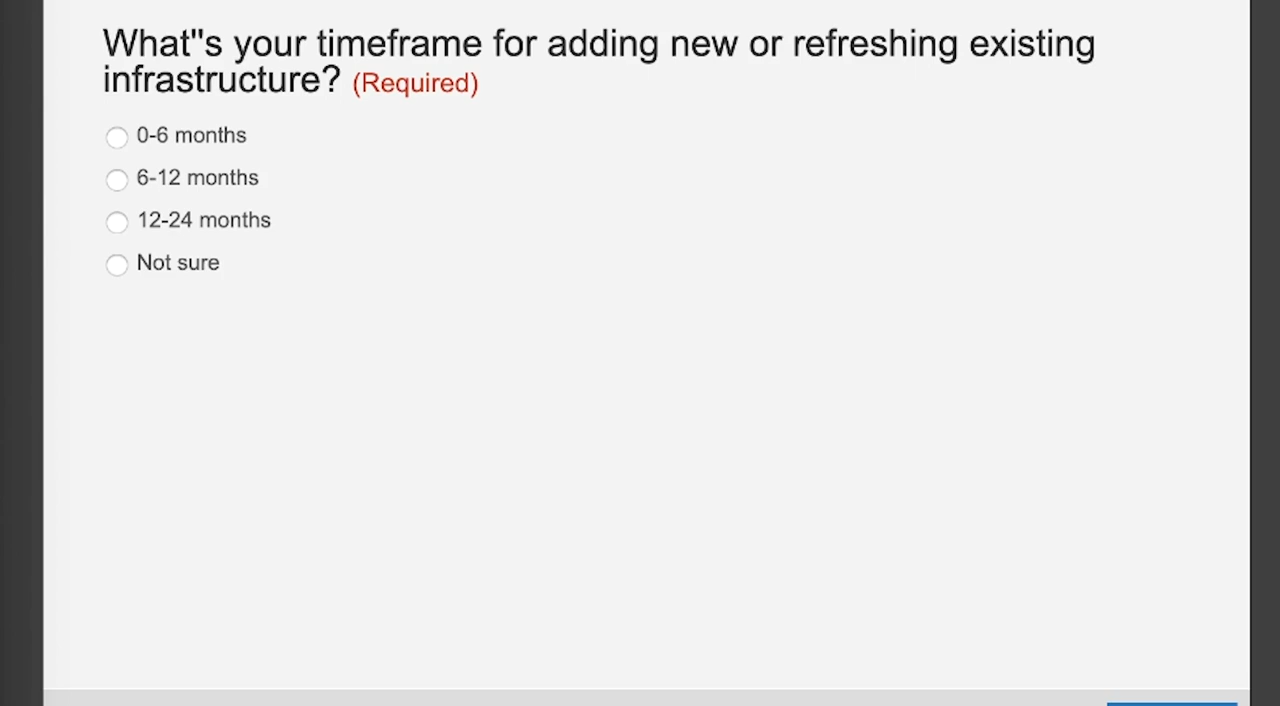 What"s your timeframe for adding new or refreshing existing
infrastructure? (Required)
0-6 months
6-12 months
12-24 months
Not sure